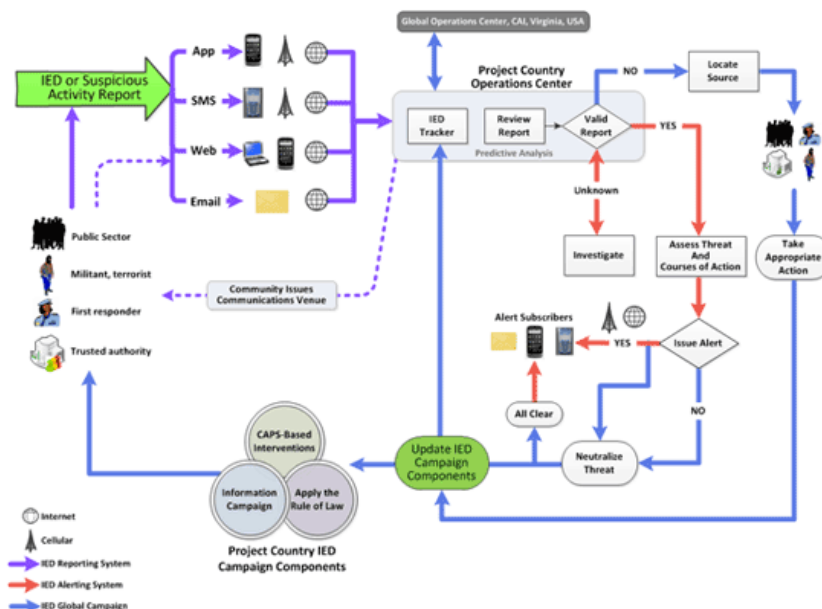 Global Operations Center, CAI, Virginia, USA
IED or Suspicious
Activity Report
App
SMS
Web
Email
Project Country
Operations Center
IED
Tracker
Review
Report
Valid
Report
Predictive Analysis
NO
YES
Unknown
Locate
Source
Investigate
Assess Threat
And
Courses of Action
Take
Appropriate
Action
Public Sector
Militant, terrorist
First responder
Trusted authority
Community Issues
Communications Venue
Alert Subscribers
YES
Issue Alert
NO
All Clear
Neutralize
Threat
Update IED
Campaign
Components
CAPS-Based
Interventions
Information
Campaign
Apply the
Rule of Law
Project Country IED
Campaign Components
Internet
Cellular
IED Reporting System
IED Alerting System
IED Global Campaign